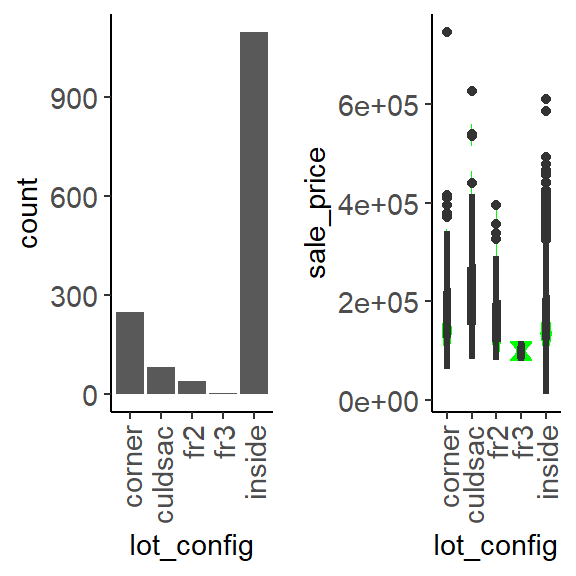 count
900
600
300
0
corner
culdsac
fr2
fr3
inside
lot_config
sale_price
6e+05
4e+05
2e+05
0e+00
corner
culdsac
fr2
fr3
inside
lot_config